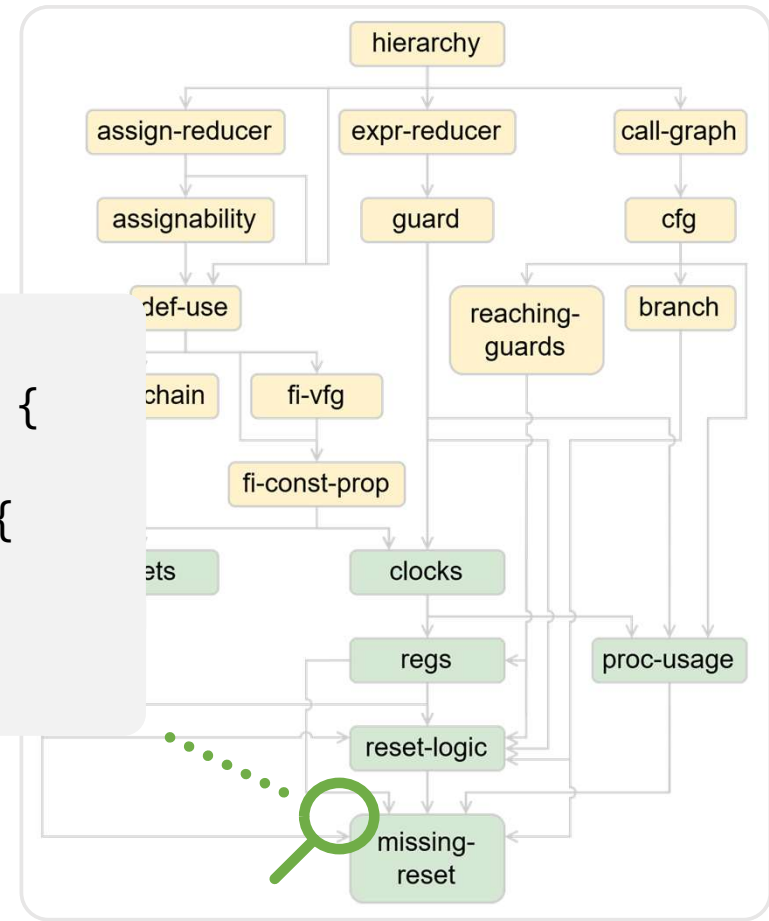 hierarchy
assign-reducer
expr-reducer
call-graph
assignability
guard
cfg
def-use
reaching-
guards
branch
{
chain
fi-vfg
{
fi-const-prop
ets
clocks
regs
proc-usage
reset-logic
missing-
reset